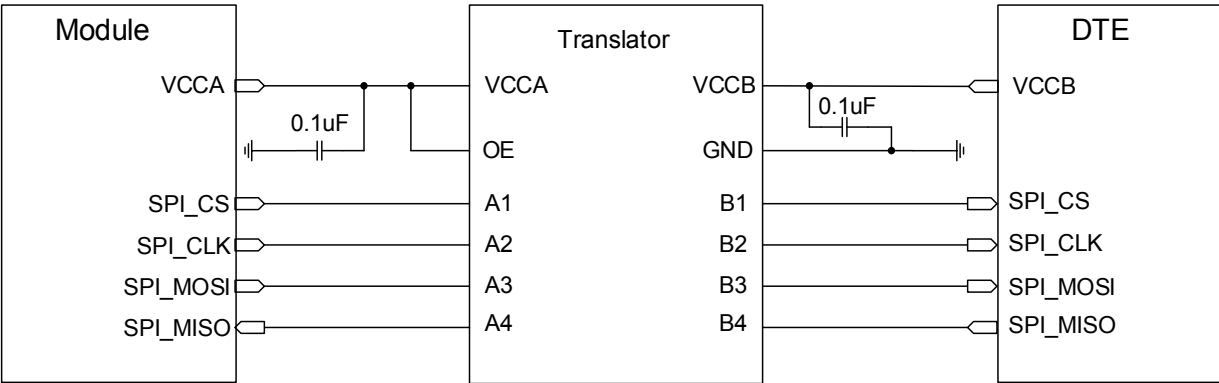 Module
Translator
DTE
VCCA
VCCA
VCCB
VCCB
0.1uF
0.1uF
OE
GND
SPI_CS
A1
B1
SPI_CS
SPI_CLK
A2
B2
SPI_CLK
SPI_MOSI
A3
B3
SPI_MOSI
SPI_MISO
A4
B4
SPI_MISO